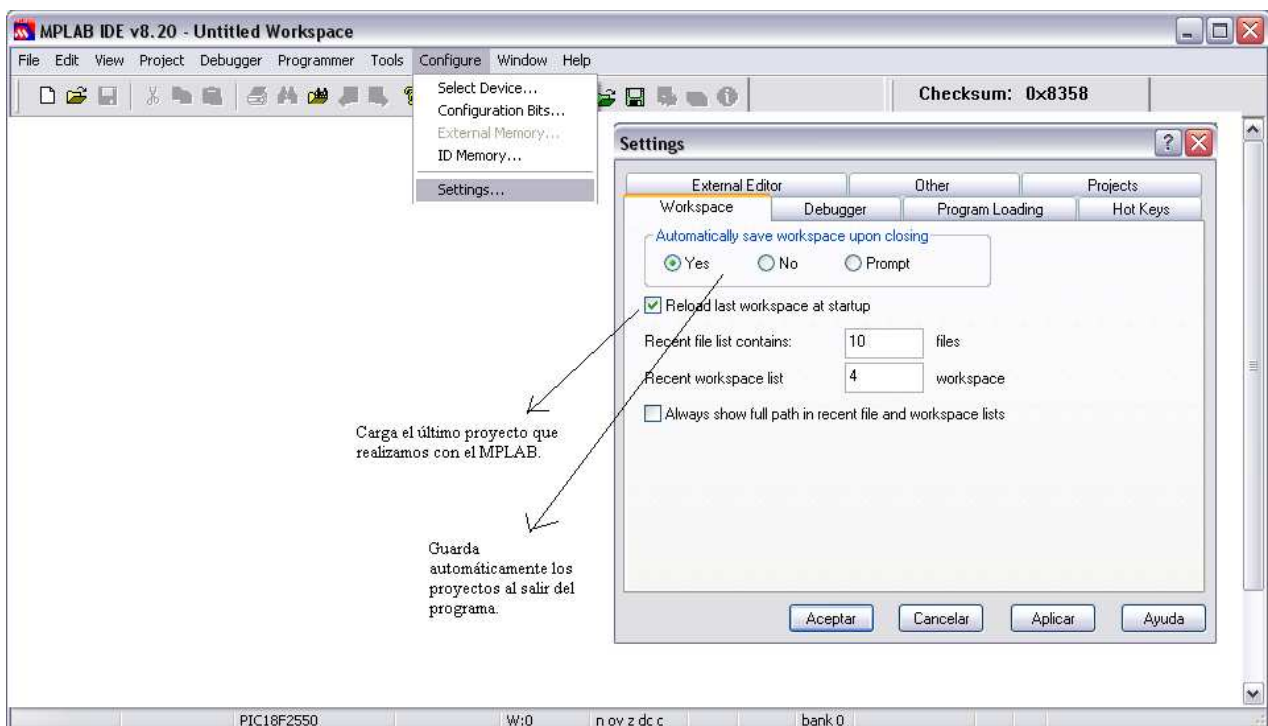 MPLAB IDE v8.20 - Untitled Workspace
File Edit View Project Debugger Programmer Tools Configure Window Help
Checksum: 0x8358
Select Device...
Configuration Bits...
External Memory...
ID Memory...
Settings...
Settings
External Editor Other Projects
Workspace Debugger Program Loading Hot Keys
Automatically save workspace upon closing
Yes No Prompt
Reload last workspace at startup
Recent file list contains: 10 files
Recent workspace list 4 workspace
Always show full path in recent file and workspace lists
Carga el último proyecto que
realizamos con el MPLAB.
Guarda
automáticamente los
proyectos al salir del
programa.
Aceptar Cancelar Aplicar Ayuda
PIC18F2550 W:0 n ov z dc c bank 0